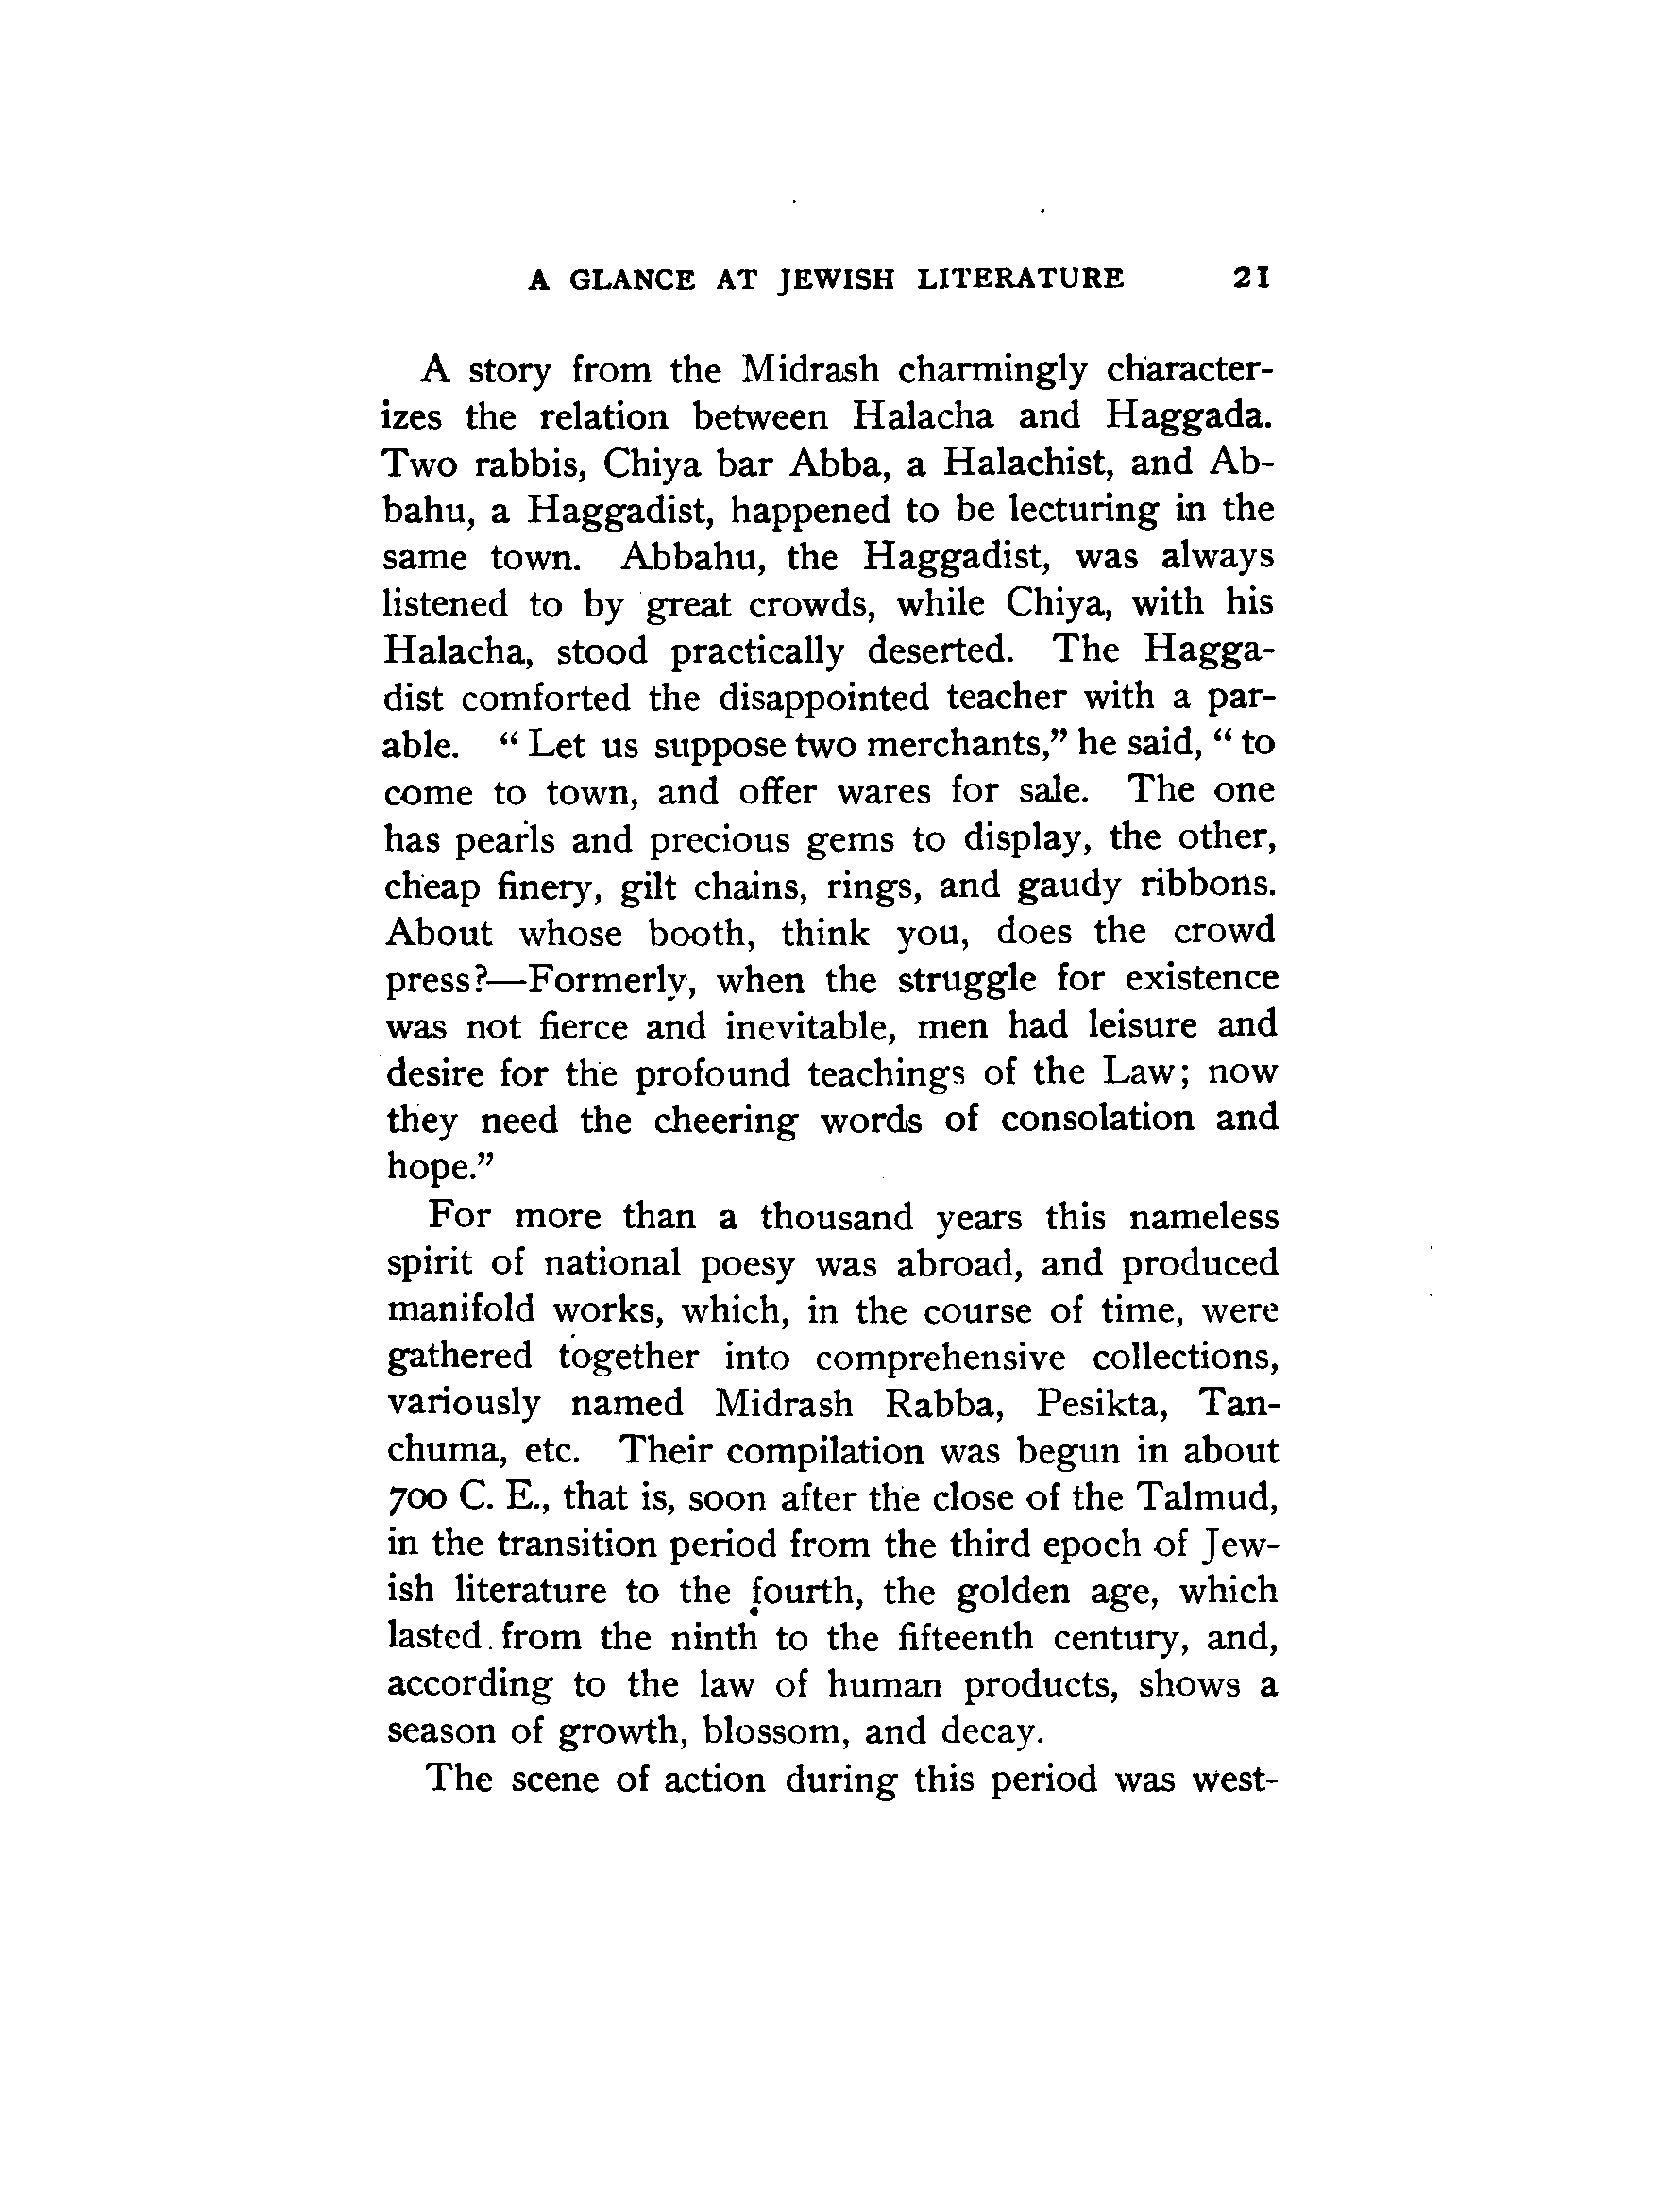 A GLANCE AT JEWISH LITERATURE 21
A story from the Midrash charmingly character-
izes the relation between Halacha and Haggada.
Two rabbis, Chiya bar Abba, a Halachist, and Ab-
bahu, a Haggadist, happened to be lecturing in the
same town. Abbahu, the Haggadist, was always
listened to by great crowds, while Chiya, with his
Halacha, stood practically deserted. The Hagga-
dist comforted the disappointed teacher with a par-
able. “ Let us suppose two merchants,” he said, “ to
come to town, and offer wares for sale. The one
has pearls and precious gems to display, the other,
cheap finery, gilt chains, rings, and gaudy ribbons.
About whose booth, think you, does the crowd
press?—Formerly, when the struggle for existence
was not fierce and inevitable, men had leisure and
desire for the profound teachings of the Law; now
they need the cheering words of consolation and
hope.”
For more than a thousand years this nameless
spirit of national poesy was abroad, and produced
manifold works, which, in the course of time, were
gathered together into comprehensive collections,
variously named Midrash Rabba, Pesikta, Tan-
chuma, etc. Their compilation was begun in about
700 C. E., that is, soon after the close of the Talmud,
in the transition period from the third epoch of Jew-
ish literature to the fourth, the golden age, which
lasted from the ninth to the fifteenth century, and,
according to the law of human products, shows a
season of growth, blossom, and decay.
The scene of action during this period was west-